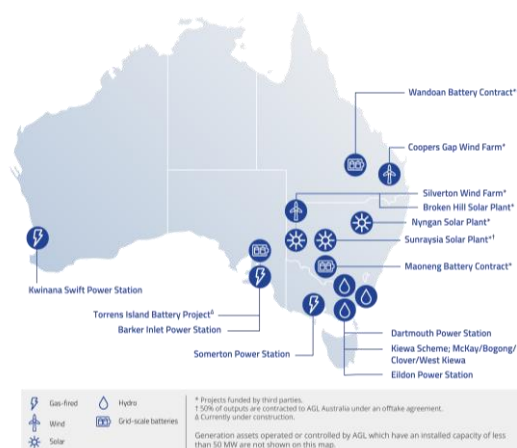 Wandoan Battery Contract*
Coopers Gap Wind Farm*
Silverton Wind Farm*
Broken Hill Solar Plant*
Nyngan Solar Plant*
Sunraysia Solar Plant*†
Maoneng Battery Contract*
Kwinana Swift Power Station
Torrens Island Battery Projectδ
Barker Inlet Power Station
Somerton Power Station
Dartmouth Power Station
Kiewa Scheme; McKay/Bogong/
Clover/West Kiewa
Eildon Power Station
Gas-fired
Hydro
Wind
Grid-scale batteries
Solar
* Projects funded by third parties.
† 50% of outputs are contracted to AGL Australia under an offtake agreement.
δ Currently under construction.
Generation assets operated or controlled by AGL which have an installed capacity of less
than 50 MW are not shown on this map.